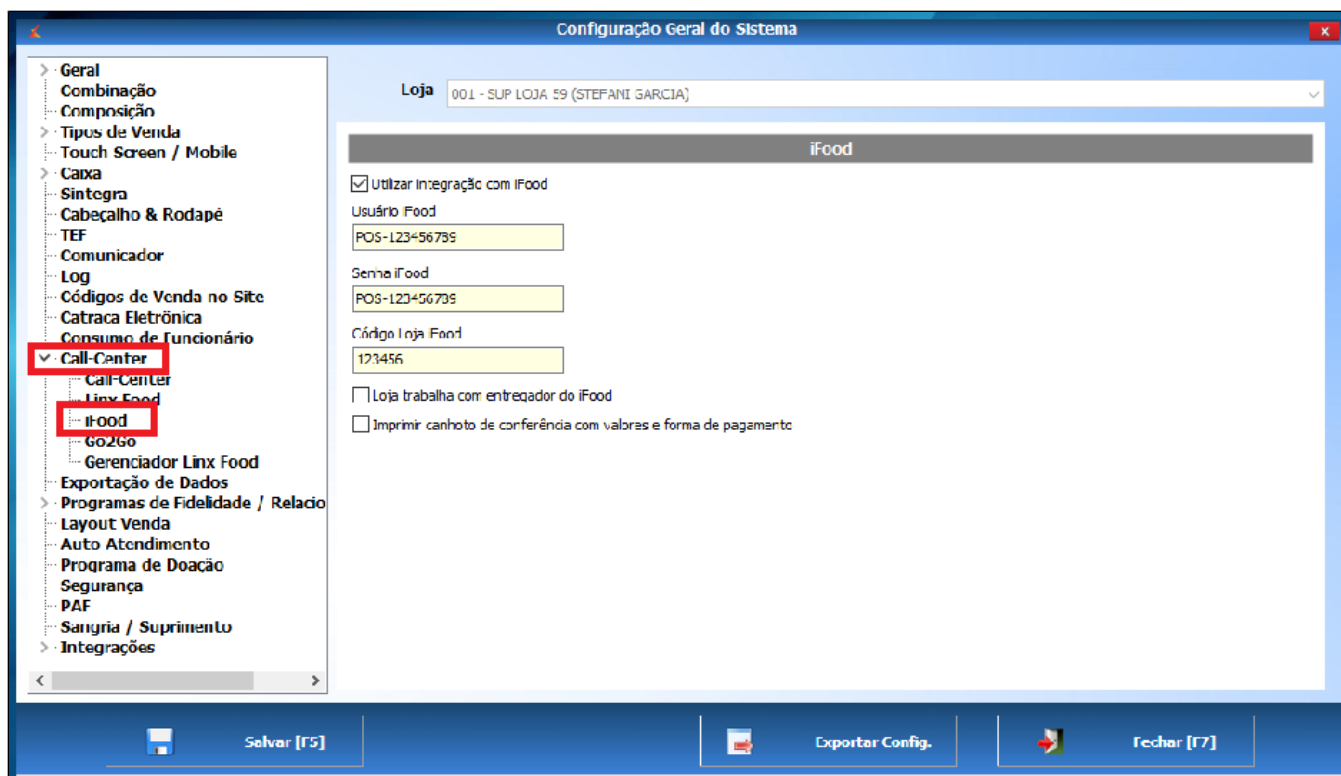 Configuração Geral do Sistema
Geral
Combinação
Composição
Tipos de Venda
Touch Screen / Mobile
Caixa
Sintegra
Cabeçalho & Rodapé
TEF
Comunicador
Log
Códigos de Venda no Site
Catraca Eletrônica
Consumo de Funcionário
Call-Center
Call-Center
Linx Food
iFood
Go2Go
Gerenciador Linx Food
Exportação de Dados
Programas de Fidelidade / Relacio
Layout Venda
Auto Atendimento
Programa de Doação
Segurança
PAF
Sangria / Suprimento
Integrações
Loja
001 - SUP LOJA 59 (STEFANI GARCIA)
iFood
Utilizar integração com iFood
Usuário iFood
POS-123456789
Senha iFood
POS-123456789
Código Loja iFood
123456
Loja trabalha com entregador do iFood
Imprimir canhoto de conferência com valores e forma de pagamento
Salvar [F5]
Exportar Config.
Fechar [F7]